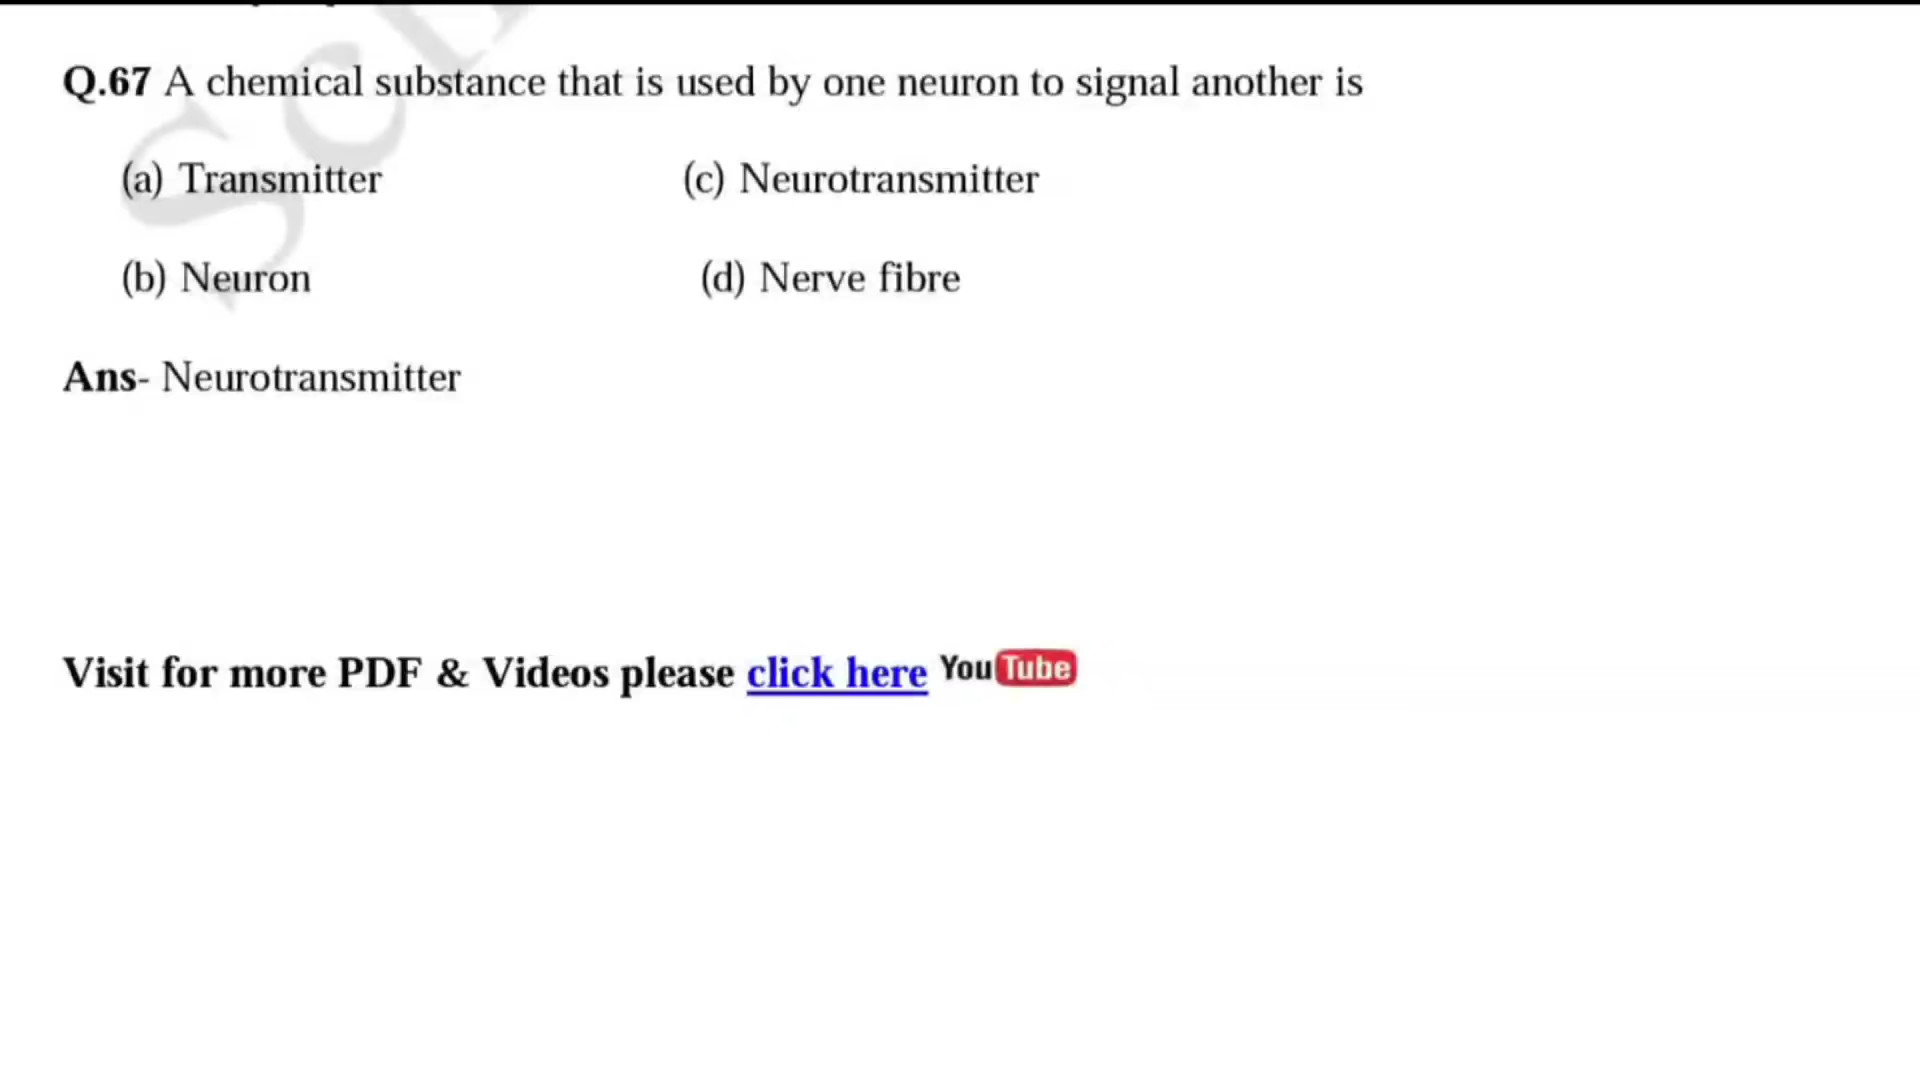 Q.67 A chemical substance that is used by one neuron to signal another is
(a) Transmitter (c) Neurotransmitter
(b) Neuron (d) Nerve fibre
Ans- Neurotransmitter
Visit for more PDF & Videos please click here YouTube